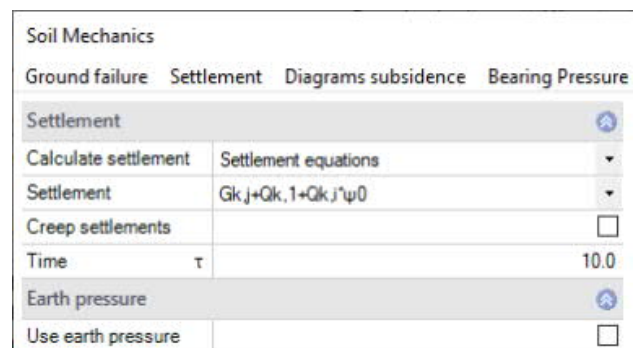 Soil Mechanics
Ground failure Settlement Diagrams subsidence Bearing Pressure
Settlement
Calculate settlement Settlement equations
Settlement Gk,j+Qk,1+Qk,i*ψ0
Creep settlements
Time τ 10.0
Earth pressure
Use earth pressure